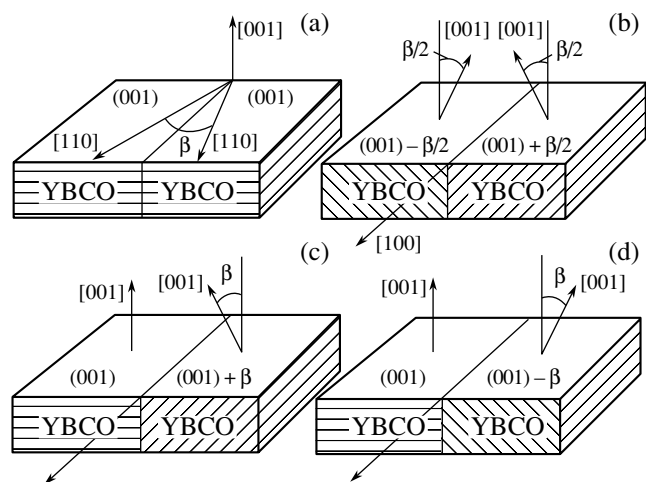 [001] (a)
(001) (001)
[110] β [110]
YBCO YBCO
(b)
[001] [001]
β/2 β/2
(001) – β/2 (001) + β/2
YBCO YBCO
[100]
(c)
[001] [001] β
(001) (001) + β
YBCO YBCO
(d)
[001] β [001]
(001) (001) – β
YBCO YBCO